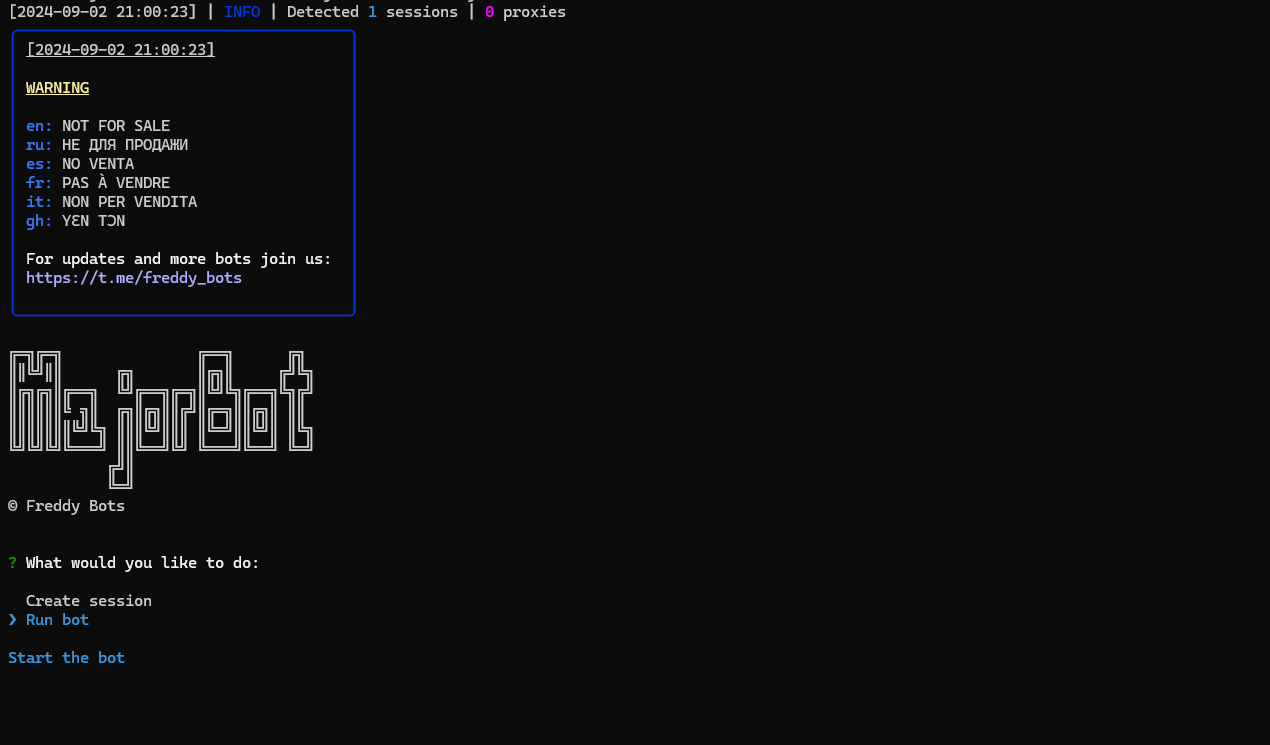 [2024-09-02 21:00:23] | INFO | Detected 1 sessions | 0 proxies
[2024-09-02 21:00:23]
WARNING
en: NOT FOR SALE
ru: НЕ ДЛЯ ПРОДАЖИ
es: NO VENTA
fr: PAS À VENDRE
it: NON PER VENDITA
gh: YƐN TƆN
For updates and more bots join us:
https://t.me/freddy_bots
MajorBot
© Freddy Bots
? What would you like to do:
Create session
❯ Run bot
Start the bot